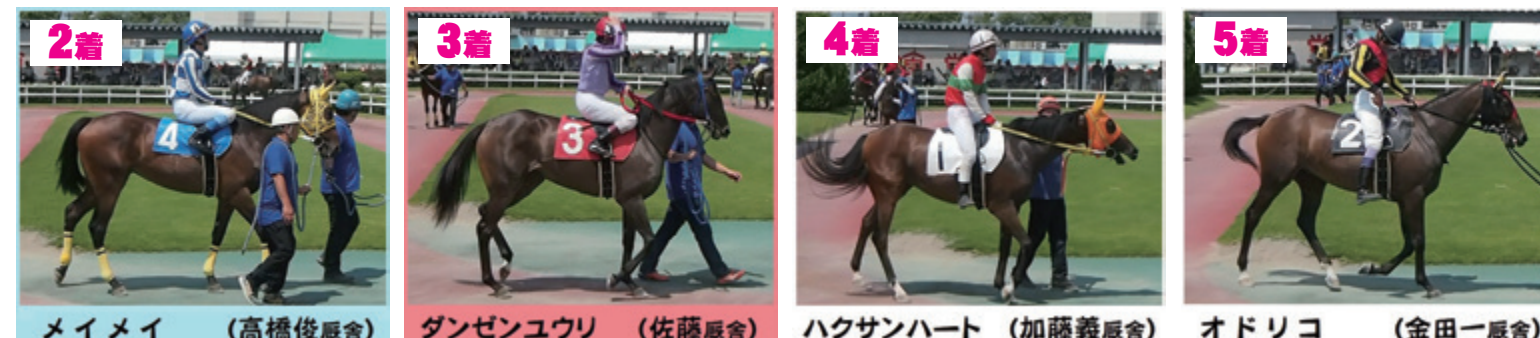 2着
4
メイメイ (高橋俊厩舎)
3着
3
ダンゼンユウリ (佐藤厩舎)
4着
1
ハクサンハート (加藤義厩舎)
5着
2
オドリコ (金田一厩舎)